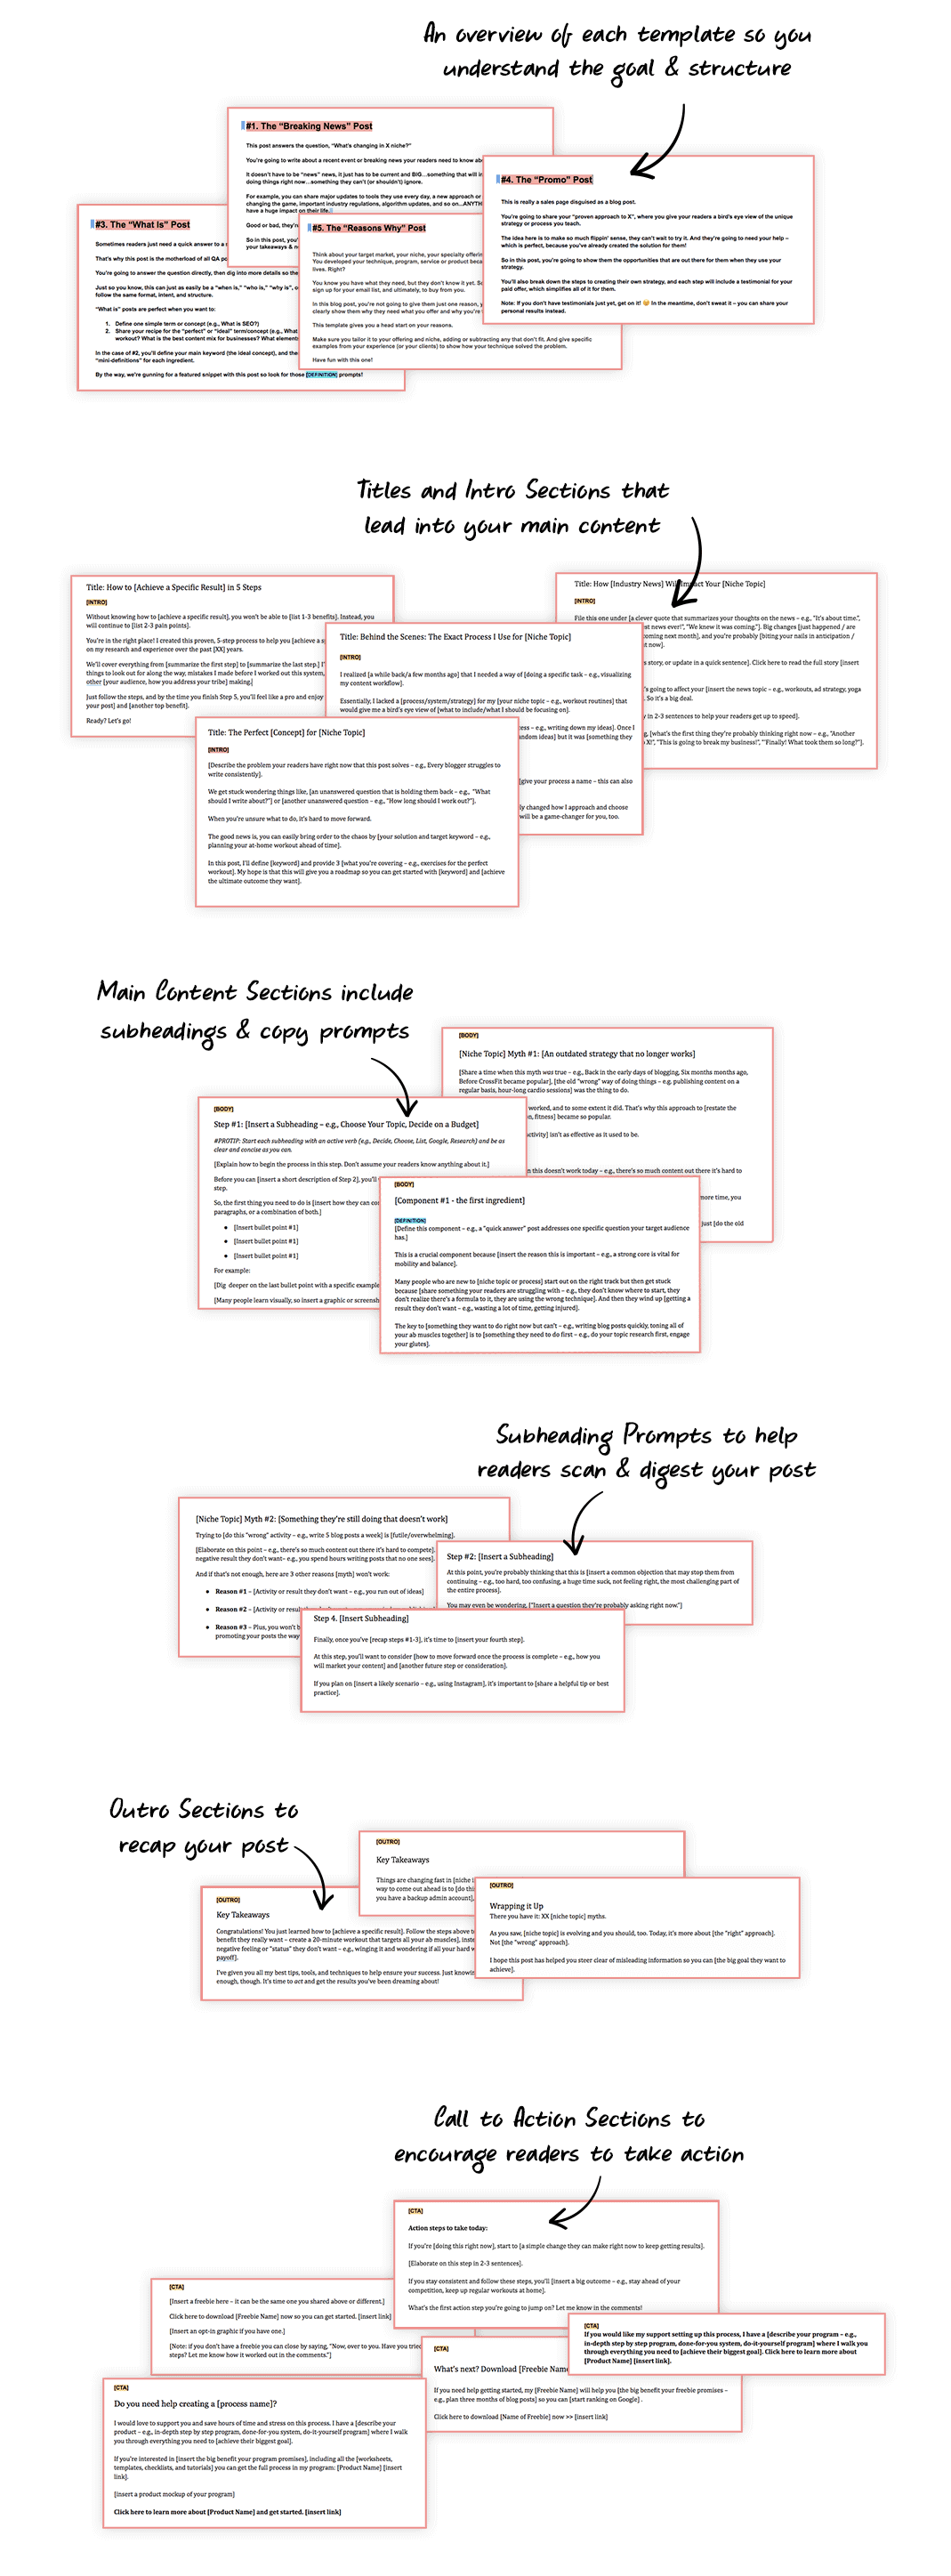 An overview of each template so you
understand the goal & structure
#1. The “Breaking News” Post
This post answers the question, “What's changing in X niche?”
You're going to write about a recent event or breaking news your readers need to know
It doesn't have to be “news” news, it just has to be current and BIG...something that will
doing things right now...something they can't (or shouldn't) ignore.
For example, you can share major updates to tools they use every day, a new approach or
changing the game, important industry regulations, algorithm updates, and so on...
have a huge impact on their life.
Good or bad, they're
So in this post, you'
your takeaways &
#4. The “Promo” Post
This is really a sales page disguised as a blog post.
You're going to share your “proven approach to X”, where you give your readers a bird's eye view of the unique
strategy or process you teach.
The idea here is to make so much flippin' sense, they can't wait to try it. And they're going to need your help –
which is perfect, because you've already created the solution for them!
So in this post, you're going to show them the opportunities that are out there for them when they use your
strategy.
You'll also break down the steps to creating their own strategy, and each step will include a testimonial for your
paid offer, which simplifies all of it for them.
Note: If you don't have testimonials just yet, get on it! 😄 In the meantime, don't sweat it – you can share your
personal results instead.
#3. The “What Is” Post
Sometimes readers just need a quick answer to a
That's why this post is the motherload of all QA
You're going to answer the question directly, then dig into more details so
Just so you know, this can just as easily be a “when is,” “who is,” “why is”,
follow the same format, intent, and structure.
“What is” posts are perfect when you want to:
1. Define one simple term or concept (e.g., What is SEO?)
2. Share your recipe for the “perfect” or “ideal” term/concept (e.g., What
workout? What is the best content mix for businesses? What
In the case of #2, you'll define your main keyword (the ideal concept), and
“mini-definitions” for each ingredient.
By the way, we're gunning for a featured snippet with this post so look for those [DEFINITION] prompts!
#5. The “Reasons Why” Post
Think about your target market, your niche, your specialty
You developed your technique, program, service or product
lives. Right?
You know you have what they need, but they don't know it yet.
sign up for your email list, and ultimately, to buy from you.
In this blog post, you're not going to give them just one reason,
clearly show them why they need what you offer and why
This template gives you a head start on your reasons.
Make sure you tailor it to your offering and niche, adding or subtracting any that don't fit. And give specific
examples from your experience (or your clients) to show how your technique solved the problem.
Have fun with this one!
Titles and Intro Sections that
lead into your main content
Title: How to [Achieve a Specific Result] in 5 Steps
[INTRO]
Without knowing how to [achieve a specific result], you won't be able to [list 1-3 benefits]. Instead, you
will continue to [list 2-3 pain points].
You're in the right place! I created this proven, 5-step process to help you [achieve a
on my research and experience over the past [XX] years.
We'll cover everything from [summarize the first step] to [summarize the last step.]
things to look out for along the way, mistakes I made before I worked out this system,
other [your audience, how you address your tribe] making.]
Just follow the steps, and by the time you finish Step 5, you'll feel like a pro and enjoy
your post] and [another top benefit].
Ready? Let's go!
Title: How [Industry News] Will Impact Your [Niche Topic]
[INTRO]
File this one under [a clever quote that summarizes your thoughts on the news – e.g., "It's about time.",
st news ever!", "We knew it was coming."]. Big changes [just happened / are
coming next month], and you're probably [biting your nails in anticipation /
t now].
s story, or update in a quick sentence]. Click here to read the full story [insert
's going to affect your [insert the news topic – e.g., workouts, ad strategy, yoga
So it's a big deal.
in 2-3 sentences to help your readers get up to speed].
[what's the first thing they're probably thinking right now – e.g., "Another
X!", "This is going to break my business!", "Finally! What took them so long?"].
Title: Behind the Scenes: The Exact Process I Use for [Niche Topic]
[INTRO]
I realized [a while back/a few months ago] that I needed a way of [doing a specific task – e.g., visualizing
my content workflow].
Essentially, I lacked a [process/system/strategy] for my [your niche topic – e.g., workout routines] that
would give me a bird's eye view of [what to include/what I should be focusing on].
cess – e.g., writing down my ideas]. Once I
andom ideas] but it was [something they
[give your process a name – this can also
ly changed how I approach and choose
will be a game-changer for you, too.
Title: The Perfect [Concept] for [Niche Topic]
[INTRO]
[Describe the problem your readers have right now that this post solves – e.g., Every blogger struggles to
write consistently].
We get stuck wondering things like, [an unanswered question that is holding them back – e.g., "What
should I write about?"] or [another unanswered question – e.g., "How long should I work out?"].
When you're unsure what to do, it's hard to move forward.
The good news is, you can easily bring order to the chaos by [your solution and target keyword – e.g.,
planning your at-home workout ahead of time].
In this post, I'll define [keyword] and provide 3 [what you're covering – e.g., exercises for the perfect
workout]. My hope is that this will give you a roadmap so you can get started with [keyword] and [achieve
the ultimate outcome they want].
Main Content Sections include
subheadings & copy prompts
[BODY]
[Niche Topic] Myth #1: [An outdated strategy that no longer works]
[Share a time when this myth was true – e.g., Back in the early days of blogging, Six months months ago,
Before CrossFit became popular], [the old "wrong" way of doing things – e.g. publishing content on a
regular basis, hour-long cardio sessions] was the thing to do.
worked, and to some extent it did. That's why this approach to [restate the
n, fitness] became so popular.
activity] isn't as effective as it used to be.
n this doesn't work today – e.g., there's so much content out there it's hard to
more time, you
just [do the old
[BODY]
Step #1: [Insert a Subheading – e.g., Choose Your Topic, Decide on a Budget]
#PROTIP: Start each subheading with an active verb (e.g., Decide, Choose, List, Google, Research) and be as
clear and concise as you can.
[Explain how to begin the process in this step. Don't assume your readers know anything about it.]
Before you can [insert a short description of Step 2], you'll
step.
So, the first thing you need to do is [insert how they can
paragraphs, or a combination of both.]
● [Insert bullet point #1]
● [Insert bullet point #1]
● [Insert bullet point #1]
For example:
[Dig deeper on the last bullet point with a specific example
[Many people learn visually, so insert a graphic or
[BODY]
[Component #1 - the first ingredient]
[DEFINITION]
[Define this component – e.g., a "quick answer" post addresses one specific question your target audience
has.]
This is a crucial component because [insert the reason this is important – e.g., a strong core is vital for
mobility and balance].
Many people who are new to [niche topic or process] start out on the right track but then get stuck
because [share something your readers are struggling with – e.g., they don't know where to start, they
don't realize there's a formula to it, they are using the wrong technique]. And then they wind up [getting a
result they don't want – e.g., wasting a lot of time, getting injured].
The key to [something they want to do right now but can't – e.g., writing blog posts quickly, toning all of
your ab muscles together] is to [something they need to do first – e.g., do your topic research first, engage
your glutes].
Subheading Prompts to help
readers scan & digest your post
[Niche Topic] Myth #2: [Something they're still doing that doesn't work]
Trying to [do this "wrong" activity – e.g., write 5 blog posts a week] is [futile/overwhelming].
[Elaborate on this point – e.g., there's so much content out there it's hard to compete].
negative result they don't want– e.g., you spend hours writing posts that no one sees].
And if that's not enough, here are 3 other reasons [myth] won't work:
● Reason #1 – [Activity or result they don't want – e.g., you run out of ideas]
● Reason #2 – [Activity or
● Reason #3 – Plus, you won't
promoting your posts the way
Step #2: [Insert a Subheading]
At this point, you're probably thinking that this is [insert a common objection that may stop them from
continuing – e.g., too hard, too confusing, a huge time suck, not feeling right, the most challenging part of
the entire process].
You may even be wondering, ["Insert a question they're probably asking right now."]
Step 4. [Insert Subheading]
Finally, once you've [recap steps #1-3], it's time to [insert your fourth step].
At this step, you'll want to consider [how to move forward once the process is complete – e.g., how you
will market your content] and [another future step or consideration].
If you plan on [insert a likely scenario – e.g., using Instagram], it's important to [share a helpful tip or best
practice].
Outro Sections to
recap your post
[OUTRO]
Key Takeaways
Things are changing fast in [niche
way to come out ahead is to [do
you have a backup admin account],
[OUTRO]
Key Takeaways
Congratulations! You just learned how to [achieve a specific result]. Follow the steps above
benefit they really want – create a 20-minute workout that targets all your ab muscles],
negative feeling or "status" they don't want – e.g., winging it and wondering if all your hard
payoff].
I've given you all my best tips, tools, and techniques to help ensure your success. Just
enough, though. It's time to act and get the results you've been dreaming about!
[OUTRO]
Wrapping it Up
There you have it: XX [niche topic] myths.
As you saw, [niche topic] is evolving and you should, too. Today, it's more about [the "right" approach].
Not [the "wrong" approach].
I hope this post has helped you steer clear of misleading information so you can [the big goal they want to
achieve].
Call to Action Sections to
encourage readers to take action
[CTA]
Action steps to take today:
If you're [doing this right now], start to [a simple change they can make right now to keep getting results].
[Elaborate on this step in 2-3 sentences].
If you stay consistent and follow these steps, you'll [insert a big outcome – e.g., stay ahead of your
competition, keep up regular workouts at home].
What's the first action step you're going to jump on? Let me know in the comments!
[CTA]
[Insert a freebie here – it can be the same one you shared above or different.]
Click here to download [Freebie Name] now so you can get started. [insert link]
[Insert an opt-in graphic if you have one.]
[Note: if you don't have a freebie you can close by saying, "Now, over to you. Have you tried
steps? Let me know how it worked out in the comments."]
[CTA]
If you would like my support setting up this process, I have a [describe your program – e.g.,
in-depth step by step program, done-for-you system, do-it-yourself program] where I walk you
through everything you need to [achieve their biggest goal]. Click here to learn more about
[Product Name] [insert link].
[CTA]
What's next? Download [Freebie Name
If you need help getting started, my [Freebie Name] will help you [the big benefit your freebie promises –
e.g., plan three months of blog posts] so you can [start ranking on Google] .
Click here to download [Name of Freebie] now >> [insert link]
[CTA]
Do you need help creating a [process name]?
I would love to support you and save hours of time and stress on this process. I have a [describe your
product – e.g., in-depth step by step program, done-for-you system, do-it-yourself program] where I walk
you through everything you need to [achieve their biggest goal].
If you're interested in [insert the big benefit your program promises], including all the [worksheets,
templates, checklists, and tutorials] you can get the full process in my program: [Product Name] [insert
link].
[insert a product mockup of your program]
Click here to learn more about [Product Name] and get started. [insert link]